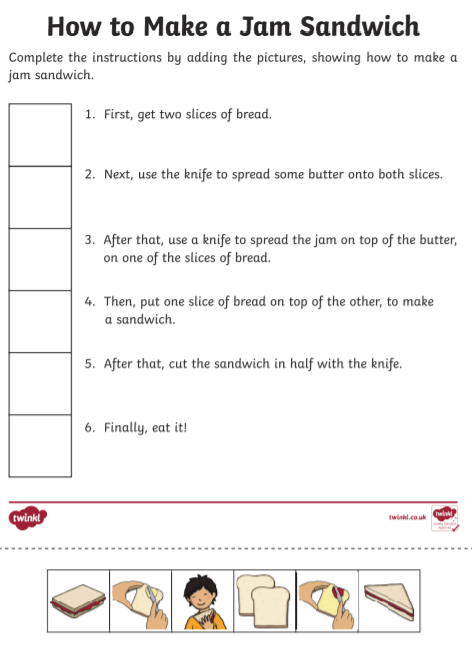 How to Make a Jam Sandwich
Complete the instructions by adding the pictures, showing how to make a
jam sandwich.
1. First, get two slices of bread.
2. Next, use the knife to spread some butter onto both slices.
3. After that, use a knife to spread the jam on top of the butter,
on one of the slices of bread.
4. Then, put one slice of bread on top of the other, to make
a sandwich.
5. After that, cut the sandwich in half with the knife.
6. Finally, eat it!
twinkl
twinkl.co.uk
twinkl